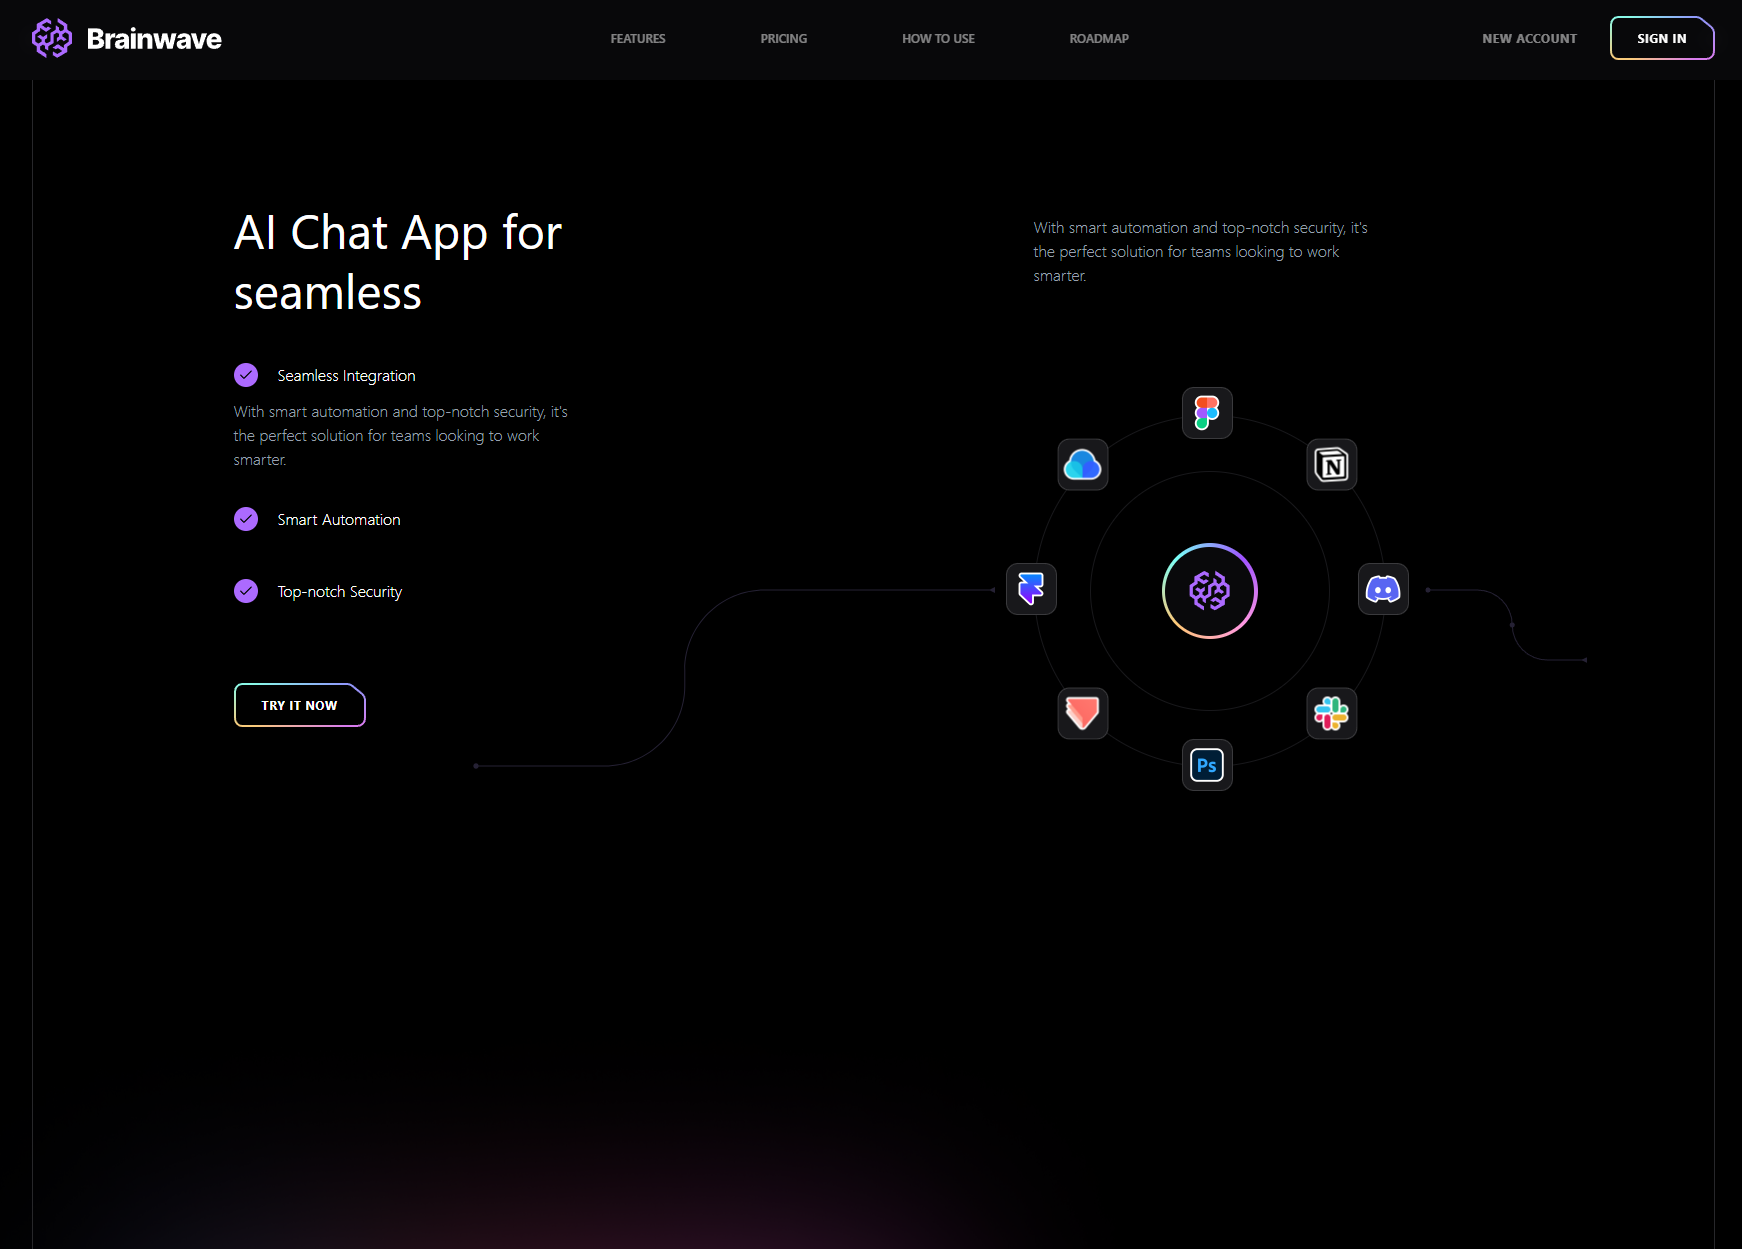 Brainwave
FEATURES
PRICING
HOW TO USE
ROADMAP
NEW ACCOUNT
SIGN IN
AI Chat App for
seamless
Seamless Integration
With smart automation and top-notch security, it's
the perfect solution for teams looking to work
smarter.
Smart Automation
Top-notch Security
TRY IT NOW
With smart automation and top-notch security, it's
the perfect solution for teams looking to work
smarter.
N
Ps